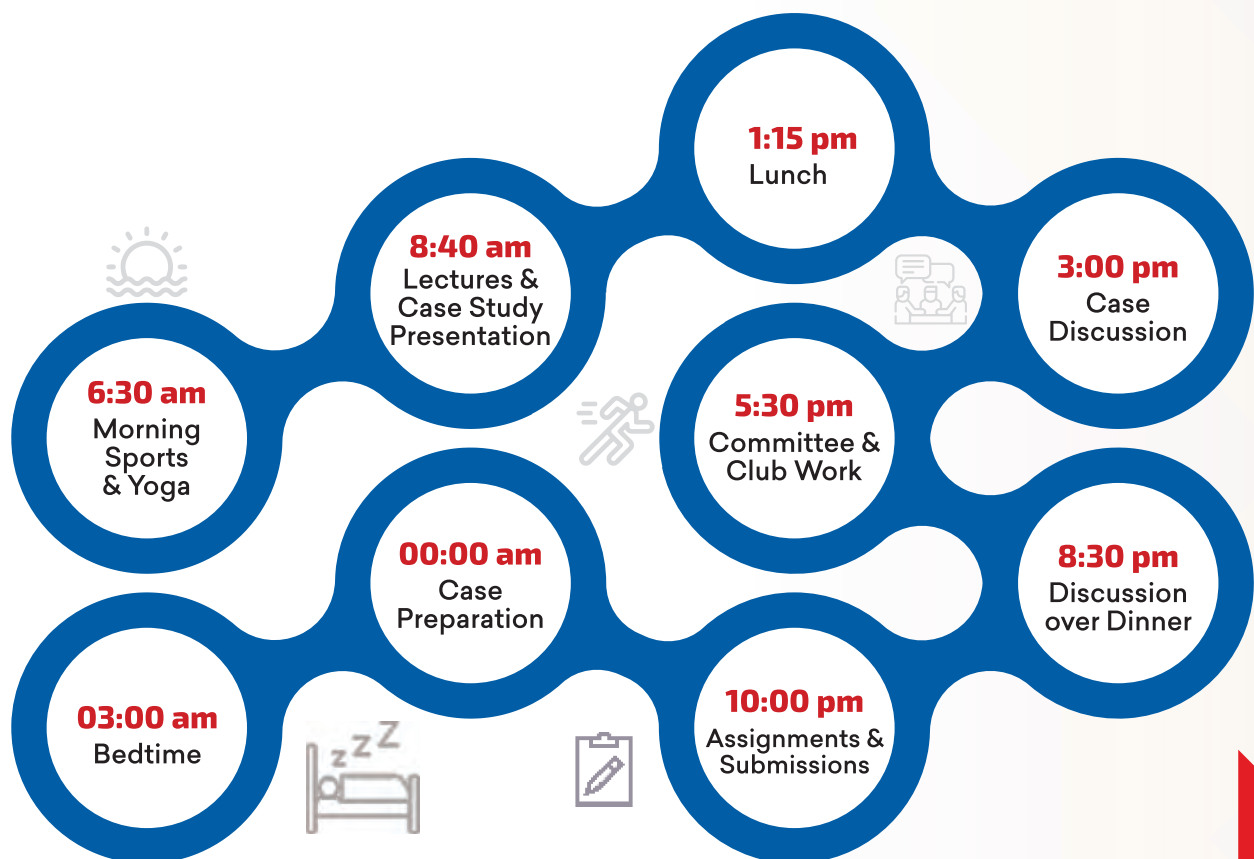 6:30 am
Morning
Sports
& Yoga
8:40 am
Lectures &
Case Study
Presentation
1:15 pm
Lunch
3:00 pm
Case
Discussion
5:30 pm
Committee &
Club Work
8:30 pm
Discussion
over Dinner
10:00 pm
Assignments &
Submissions
00:00 am
Case
Preparation
03:00 am
Bedtime
z z Z